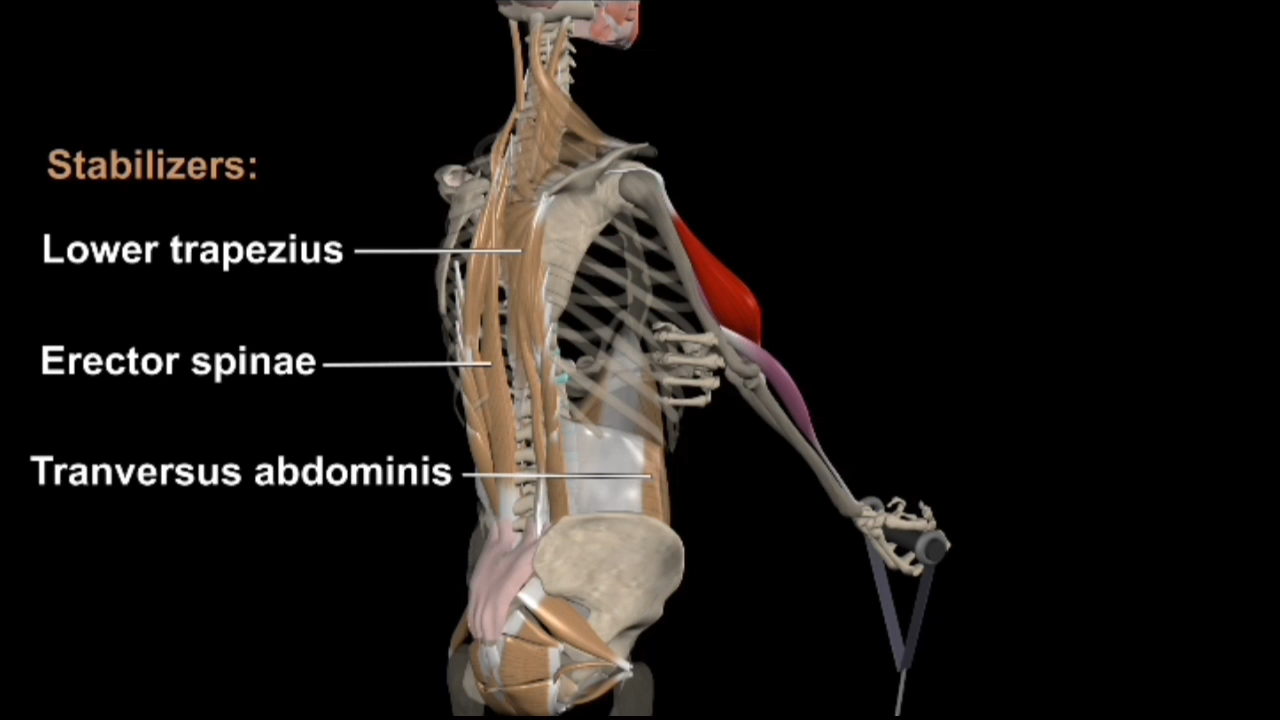 Stabilizers:
Lower trapezius
Erector spinae
Tranversus abdominis